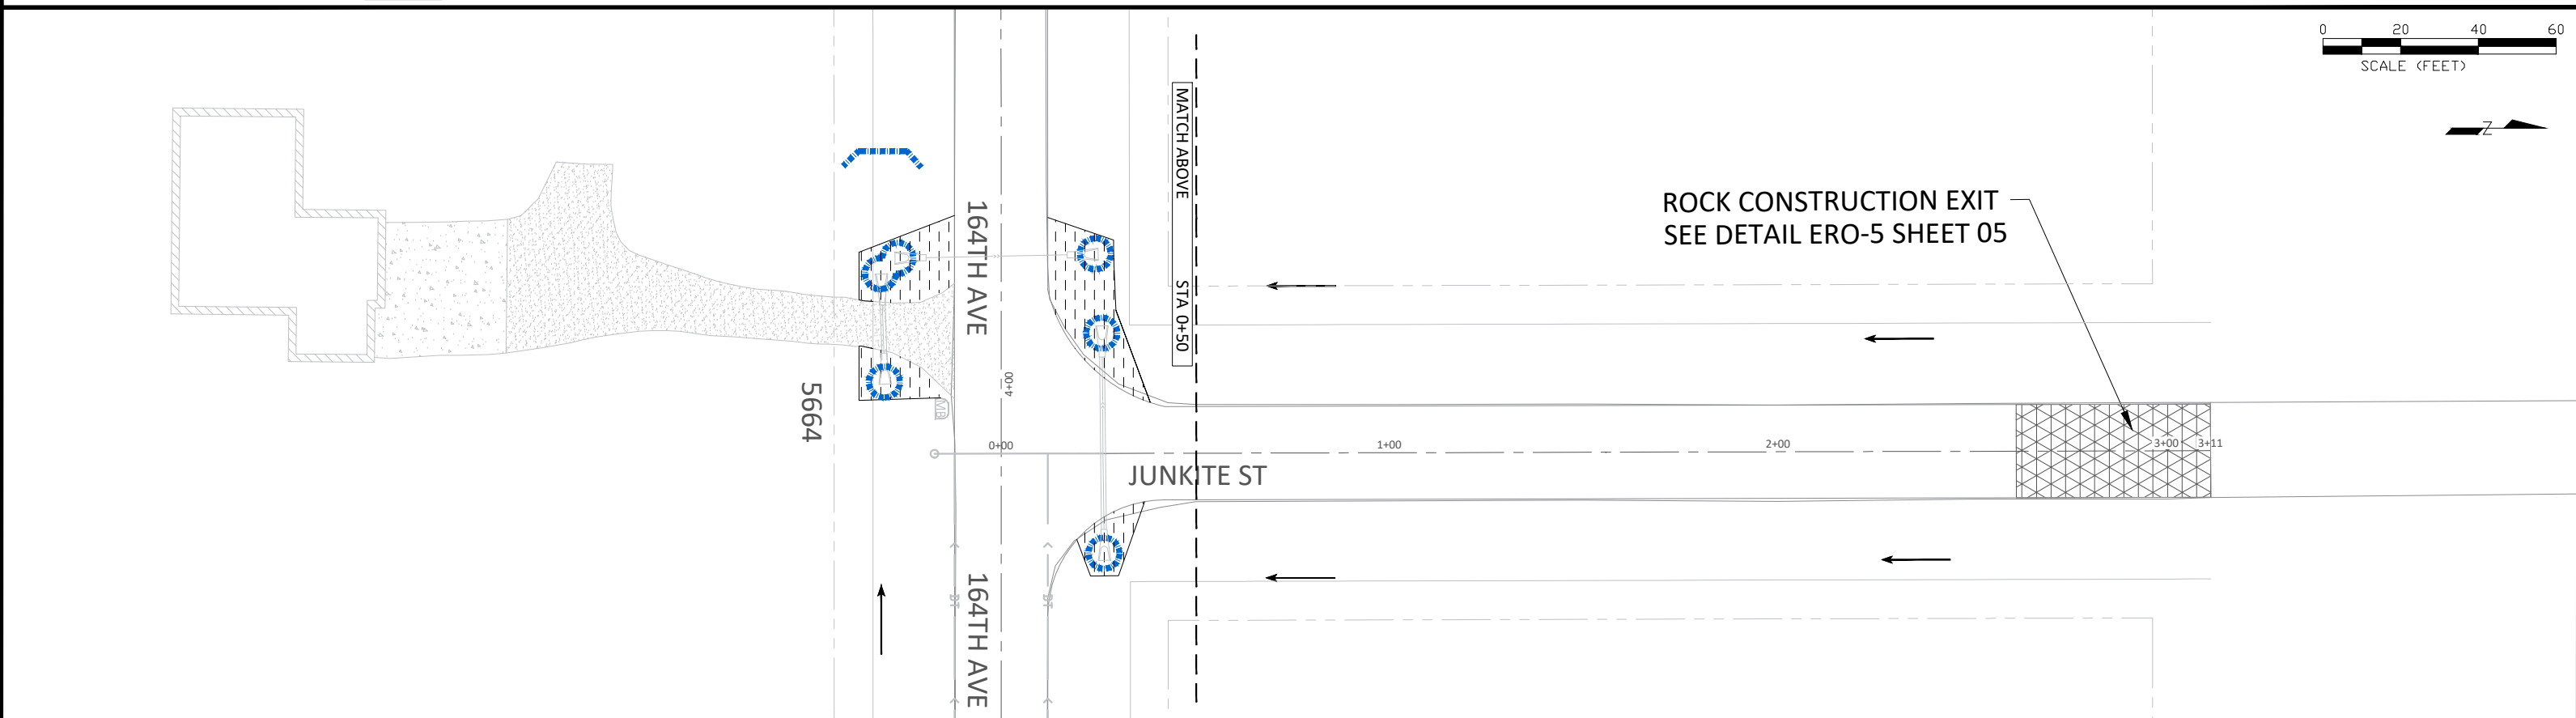 0 20 40 60
SCALE (FEET)
Z
MATCH ABOVE STA 0+50
ROCK CONSTRUCTION EXIT
SEE DETAIL ERO-5 SHEET 05
164TH AVE
4+00
5664
MB
0+00
1+00
2+00
3+00
3+11
JUNKITE ST
164TH AVE